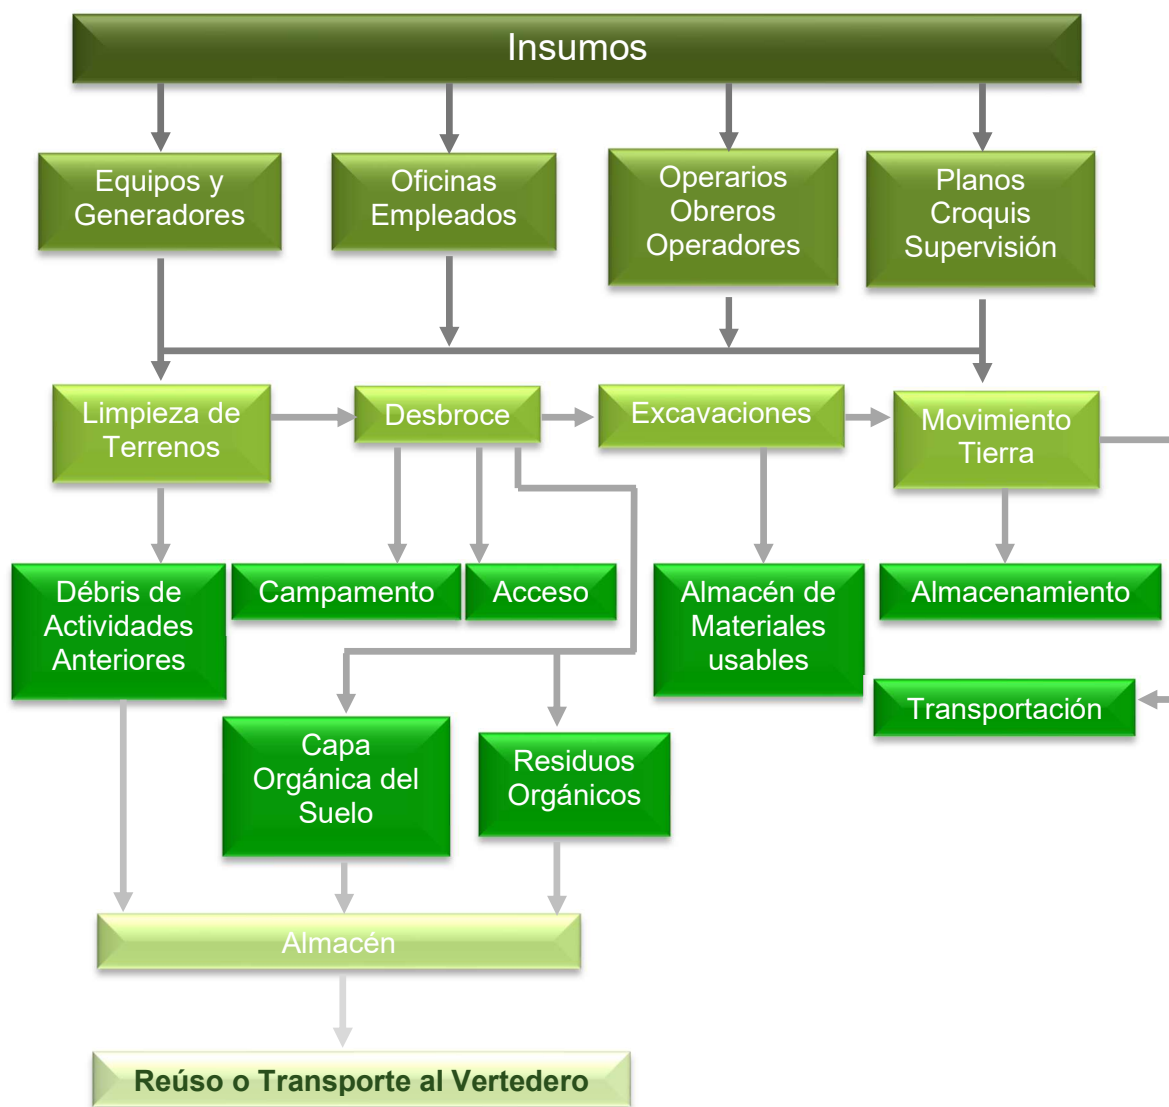 Insumos
Equipos y
Generadores
Oficinas
Empleados
Operarios
Obreros
Operadores
Planos
Croquis
Supervisión
Limpieza de
Terrenos
Desbroce
Excavaciones
Movimiento
Tierra
Débris de
Actividades
Anteriores
Campamento
Acceso
Almacén de
Materiales
usables
Almacenamiento
Transportación
Capa
Orgánica del
Suelo
Residuos
Orgánicos
Almacén
Reúso o Transporte al Vertedero